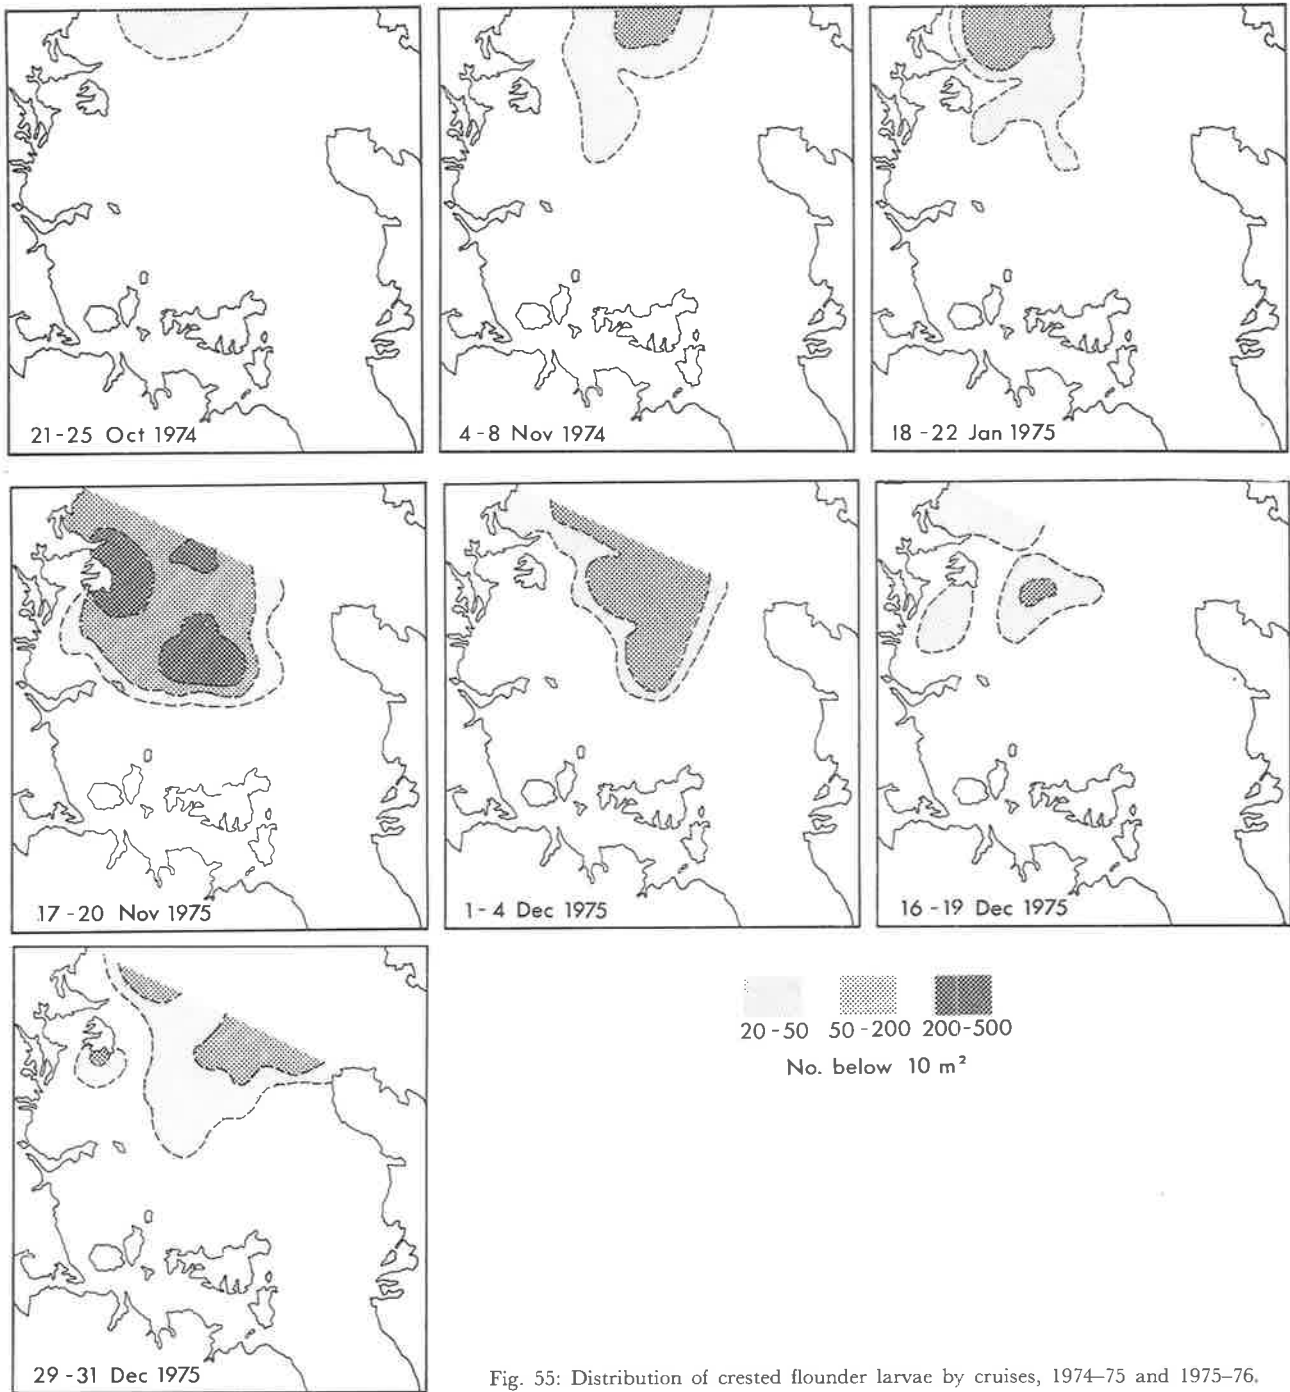 21-25 Oct 1974
4-8 Nov 1974
18-22 Jan 1975
17-20 Nov 1975
1-4 Dec 1975
16-19 Dec 1975
29-31 Dec 1975
20-50 50-200 200-500
No. below 10 m²
Fig. 55: Distribution of crested flounder larvae by cruises, 1974–75 and 1975–76.